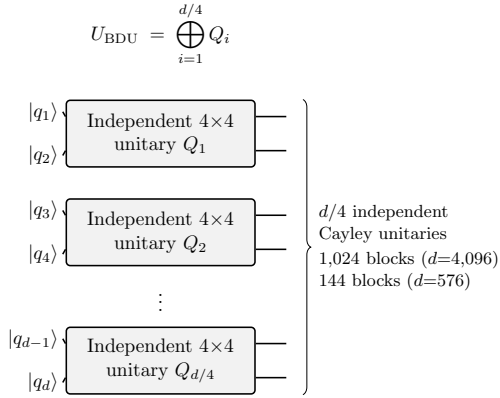 U_BDU = ⊕_{i=1}^{d/4} Q_i
|q_1⟩
|q_2⟩
Independent 4×4
unitary Q_1
|q_3⟩
|q_4⟩
Independent 4×4
unitary Q_2
⋮
|q_{d−1}⟩
|q_d⟩
Independent 4×4
unitary Q_{d/4}
d/4 independent
Cayley unitaries
1,024 blocks (d=4,096)
144 blocks (d=576)